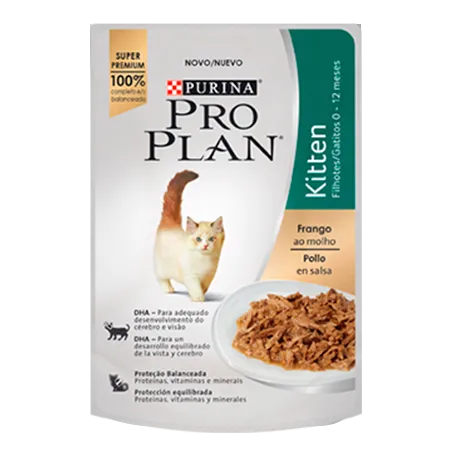 NOVO/NUEVO
SUPER
PREMIUM
100%
completo e/o
balanceada
PURINA®
PRO
PLAN®
Kitten
Filhotes/Gatitos 0 - 12 meses
Frango
ao molho
Pollo
en salsa
DHA – Para adequado
desenvolvimento do
cérebro e visão
DHA – Para un
desarrollo equilibrado
de la vista y cerebro
Proteção Balanceada
Proteínas, vitaminas e minerais
Protección equilibrada
Proteínas, vitaminas y minerales